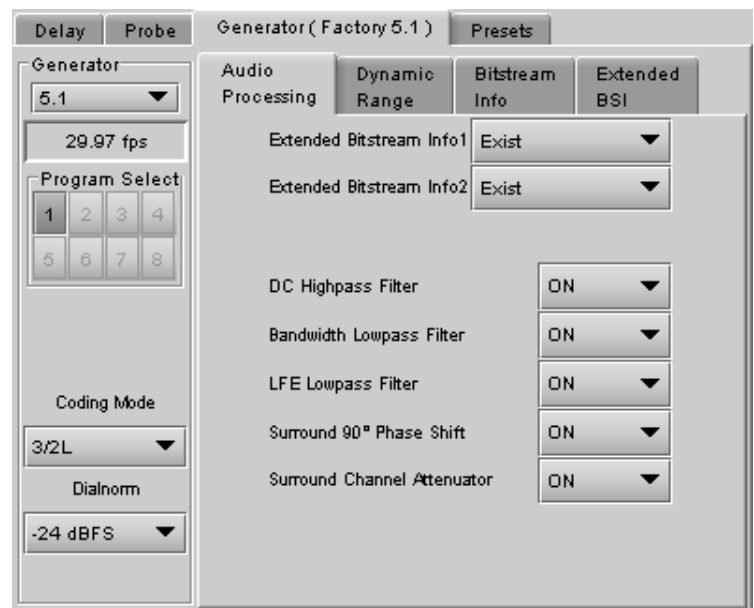 Delay Probe Generator ( Factory 5.1 ) Presets
Generator
5.1
29.97 fps
Program Select
1 2 3 4
5 6 7 8
Coding Mode
3/2L
Dialnorm
-24 dBFS
Audio Processing
Dynamic Range
Bitstream Info
Extended BSI
Extended Bitstream Info1 Exist
Extended Bitstream Info2 Exist
DC Highpass Filter ON
Bandwidth Lowpass Filter ON
LFE Lowpass Filter ON
Surround 90° Phase Shift ON
Surround Channel Attenuator ON